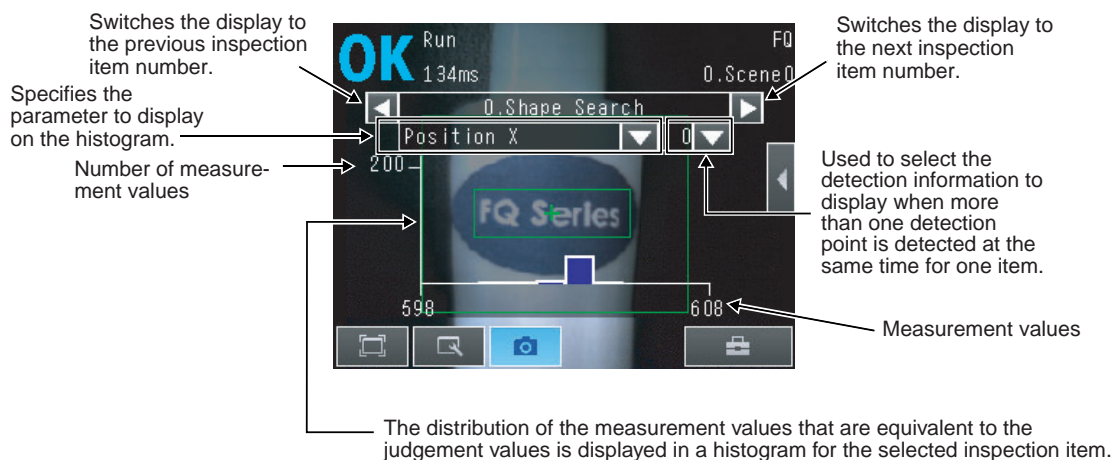 Switches the display to
the previous inspection
item number.
Switches the display to
the next inspection
item number.
Specifies the
parameter to display
on the histogram.
Number of measure-
ment values
OK
Run
134ms
FQ
0.Scene0
0.Shape Search
Position X
0
200
FQ Series
598
608
Used to select the
detection information to
display when more
than one detection
point is detected at the
same time for one item.
Measurement values
The distribution of the measurement values that are equivalent to the
judgement values is displayed in a histogram for the selected inspection item.